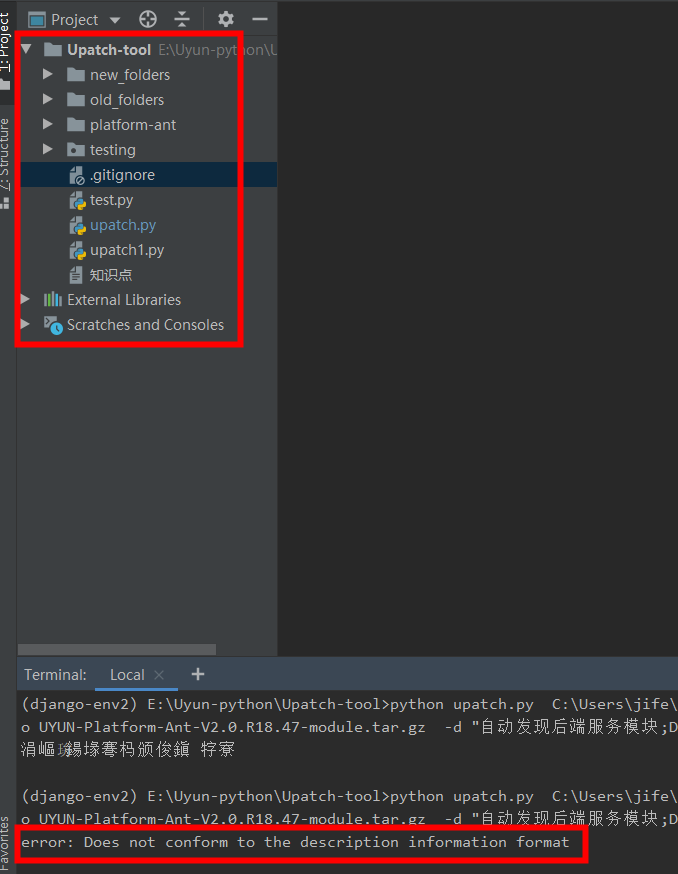 Project
1: Project
Upatch-tool E:\Uyun-python\U
new_folders
old_folders
platform-ant
testing
.gitignore
test.py
upatch.py
upatch1.py
知识点
External Libraries
Scratches and Consoles
7: Structure
Favorites
Terminal: Local × +
(django-env2) E:\Uyun-python\Upatch-tool>python upatch.py C:\Users\jife\
o UYUN-Platform-Ant-V2.0.R18.47-module.tar.gz -d "自动发现后端服务模块;D
(django-env2) E:\Uyun-python\Upatch-tool>python upatch.py C:\Users\jife\
o UYUN-Platform-Ant-V2.0.R18.47-module.tar.gz -d "自动发现后端服务模块;D
error: Does not conform to the description information format